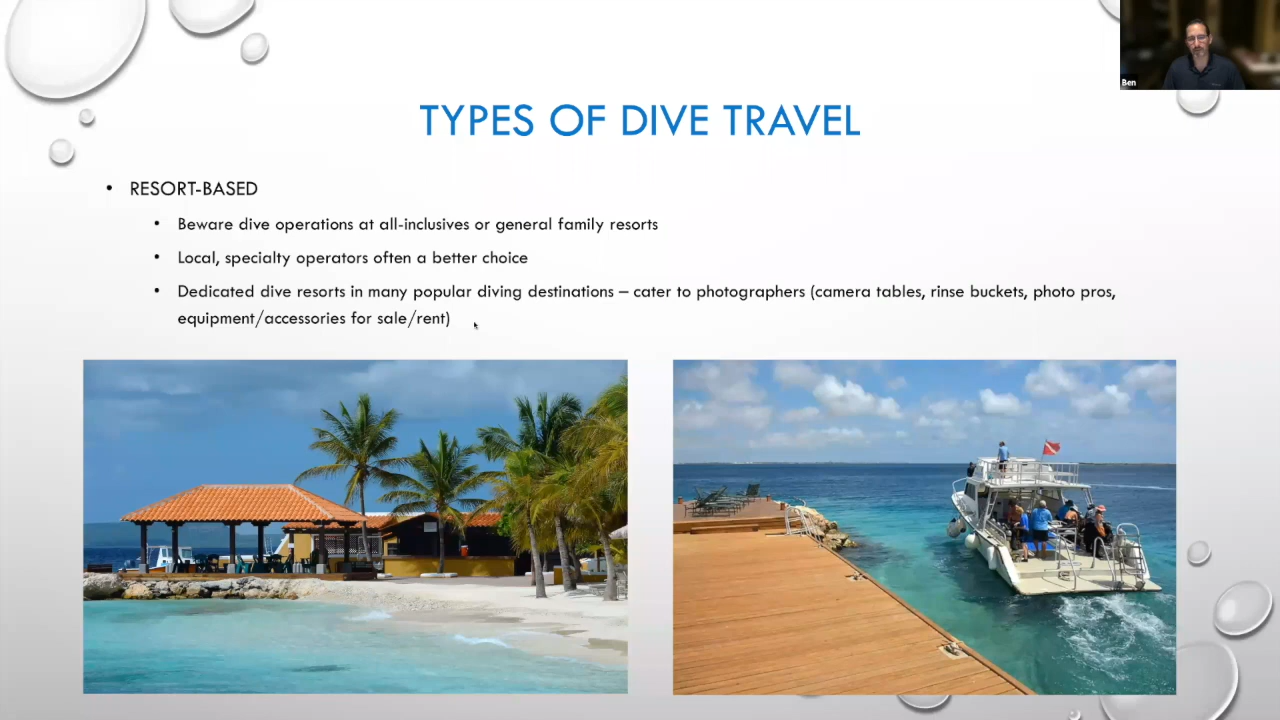 Ben
TYPES OF DIVE TRAVEL
• RESORT-BASED
• Beware dive operations at all-inclusives or general family resorts
• Local, specialty operators often a better choice
• Dedicated dive resorts in many popular diving destinations – cater to photographers (camera tables, rinse buckets, photo pros,
equipment/accessories for sale/rent)